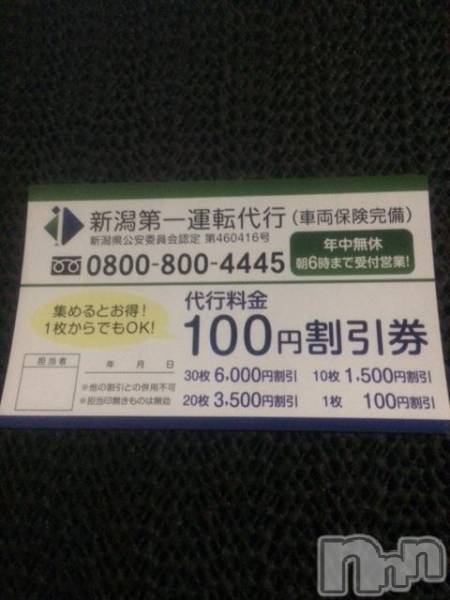 新潟第一運転代行(車両保険完備)
新潟県公安委員会認定 第460416号
0800-800-4445
年中無休
朝6時まで受付営業!
集めるとお得!
1枚からでもOK!
代行料金
100円割引券
担当者
年 月 日
※他の割引との併用不可
※担当印無きものは無効
30枚 6,000円割引 10枚 1,500円割引
20枚 3,500円割引 1枚 100円割引
nnn